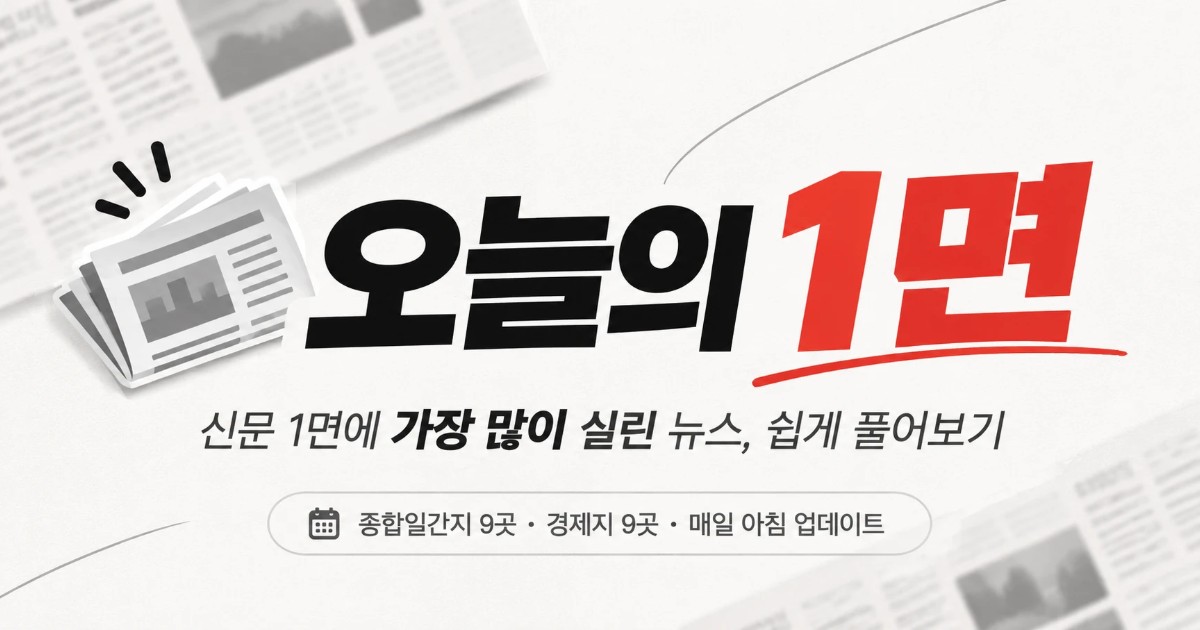 오늘의 1면
신문 1면에 가장 많이 실린 뉴스, 쉽게 풀어보기
종합일간지 9곳 · 경제지 9곳 · 매일 아침 업데이트